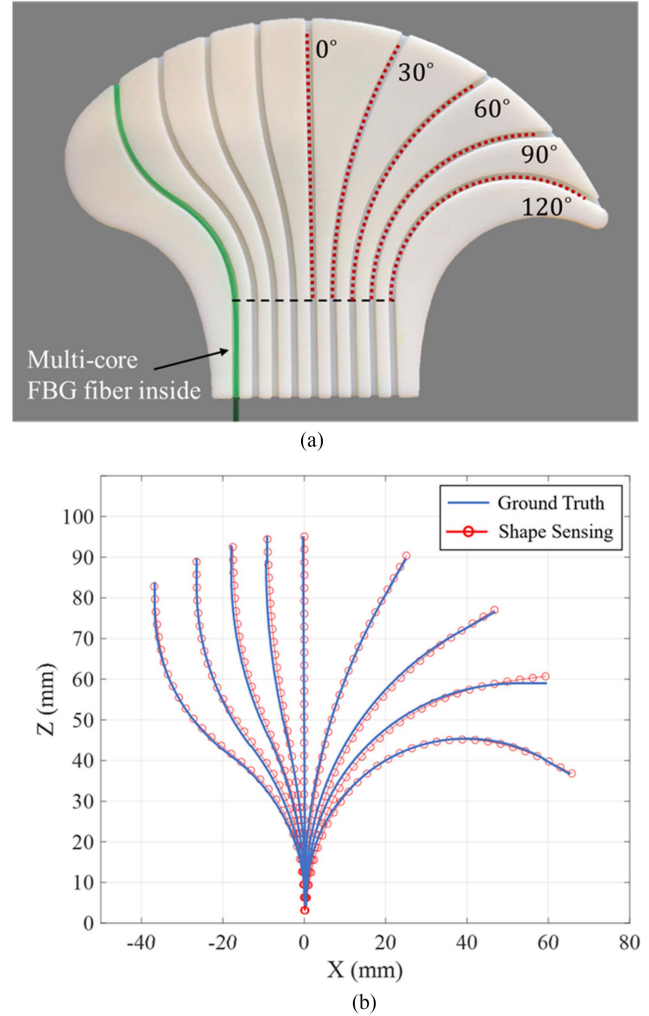 0°
30°
60°
90°
120°
Multi-core
FBG fiber inside
(a)
Ground Truth
Shape Sensing
100
90
80
70
60
50
40
30
20
10
0
Z (mm)
-40 -20 0 20 40 60 80
X (mm)
(b)